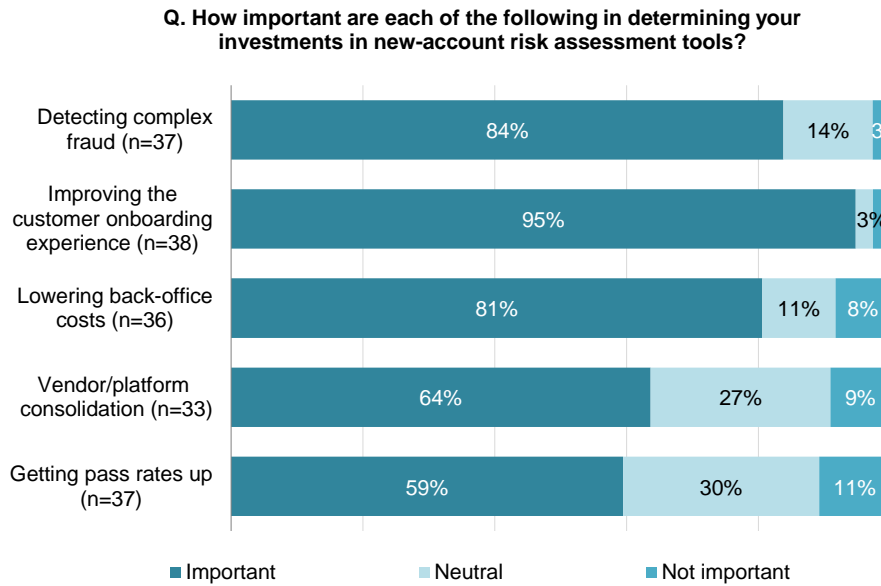 Q. How important are each of the following in determining your
investments in new-account risk assessment tools?
Detecting complex
fraud (n=37)
84%
14%
3
Improving the
customer onboarding
experience (n=38)
95%
3%
Lowering back-office
costs (n=36)
81%
11%
8%
Vendor/platform
consolidation (n=33)
64%
27%
9%
Getting pass rates up
(n=37)
59%
30%
11%
Important
Neutral
Not important